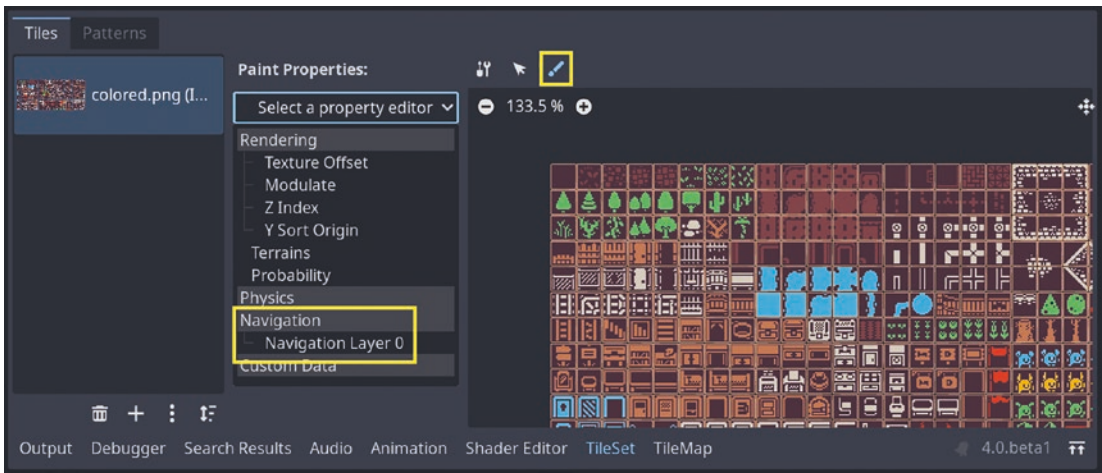 Tiles Patterns
colored.png (I...
Paint Properties:
Select a property editor
Rendering
Texture Offset
Modulate
Z Index
Y Sort Origin
Terrains
Probability
Physics
Navigation
Navigation Layer 0
Custom Data
133.5 %
Output Debugger Search Results Audio Animation Shader Editor TileSet TileMap 4.0.beta1